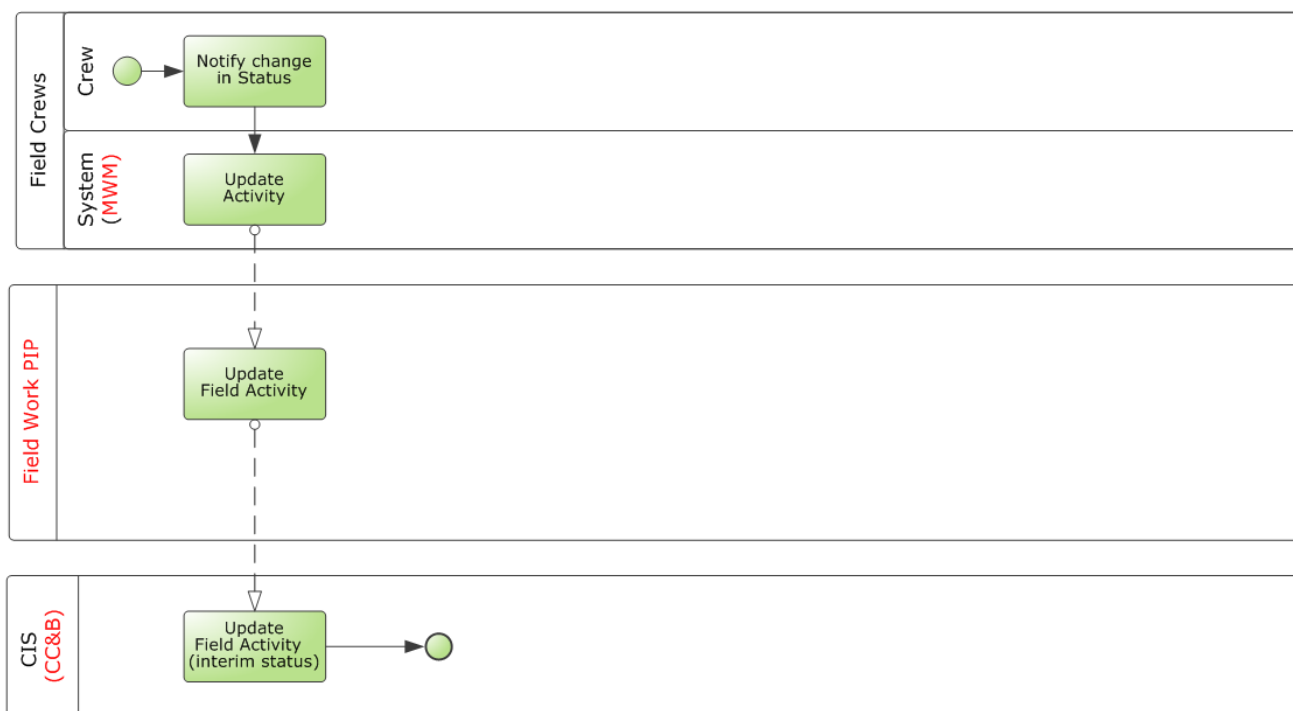 Field Crews
Crew
Notify change
in Status
System
(MWM)
Update
Activity
Field Work PIP
Update
Field Activity
CIS
(CC&B)
Update
Field Activity
(interim status)